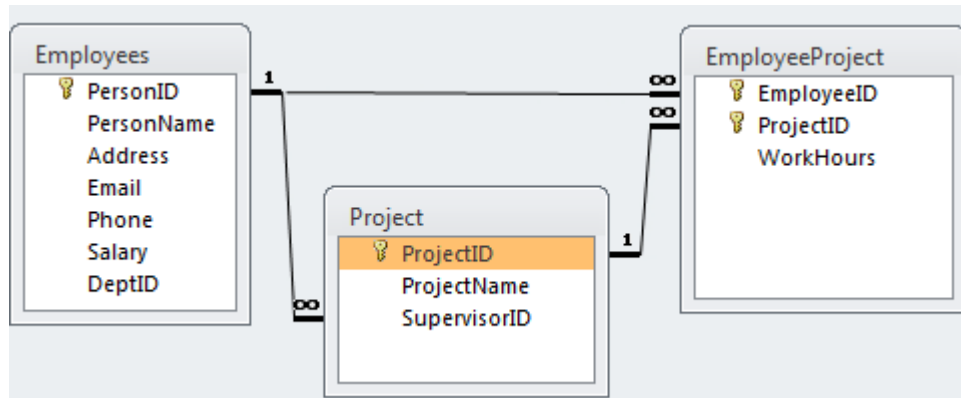 Employees
PersonID
PersonName
Address
Email
Phone
Salary
DeptID
1
∞
Project
ProjectID
ProjectName
SupervisorID
1
∞
∞
EmployeeProject
EmployeeID
ProjectID
WorkHours